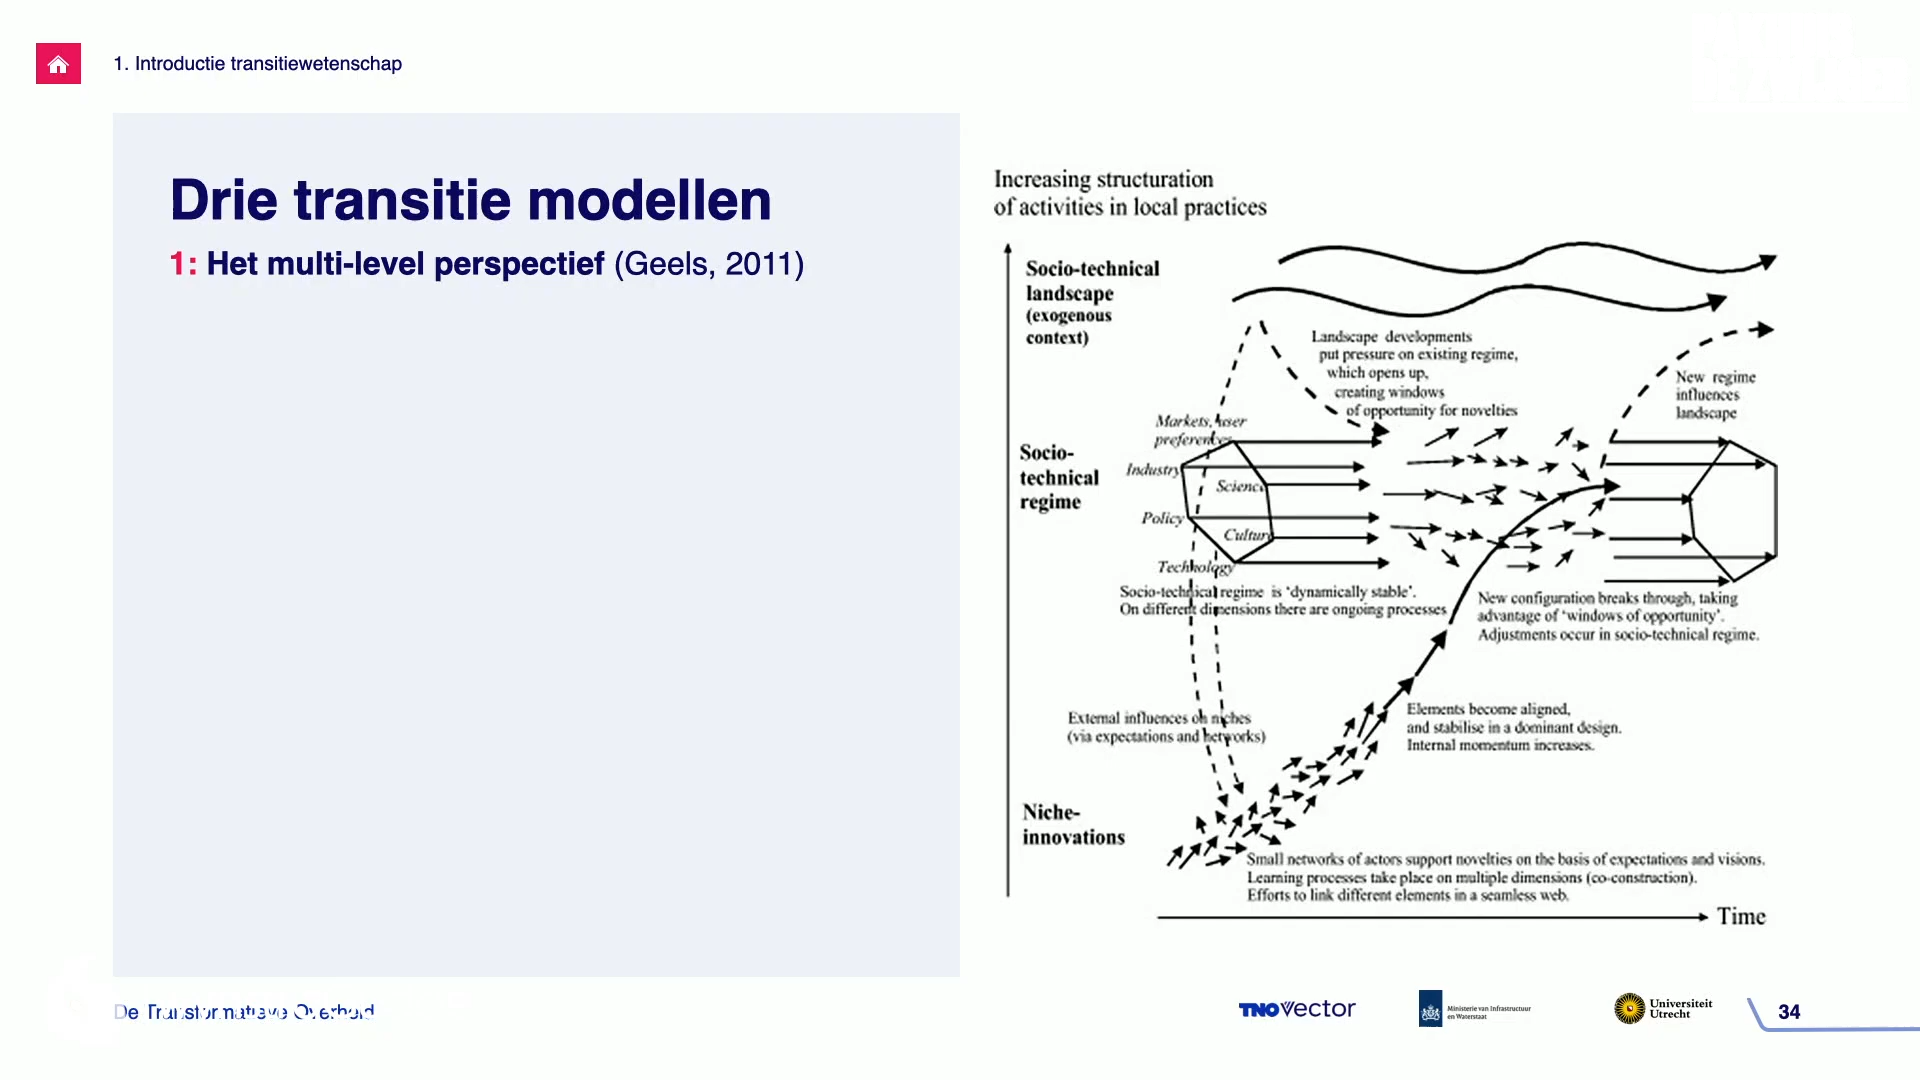 1. Introductie transitiewetenschap
Drie transitie modellen
1: Het multi-level perspectief (Geels, 2011)
Increasing structuration
of activities in local practices
Socio-technical
landscape
(exogenous
context)
Landscape developments
put pressure on existing regime,
which opens up,
creating windows
of opportunity for novelties
New regime
influences
landscape
Markets, user
preferences
Industry
Science
Policy
Culture
Technology
Socio-
technical
regime
Socio-technical regime is ‘dynamically stable’.
On different dimensions there are ongoing processes
New configuration breaks through, taking
advantage of ‘windows of opportunity’.
Adjustments occur in socio-technical regime.
External influences on niches
(via expectations and networks)
Elements become aligned,
and stabilise in a dominant design.
Internal momentum increases.
Niche-
innovations
Small networks of actors support novelties on the basis of expectations and visions.
Learning processes take place on multiple dimensions (co-construction).
Efforts to link different elements in a seamless web.
Time
De Transformatieve Overheid
TNO Vector
Ministerie van Infrastructuur
en Waterstaat
Universiteit
Utrecht
34